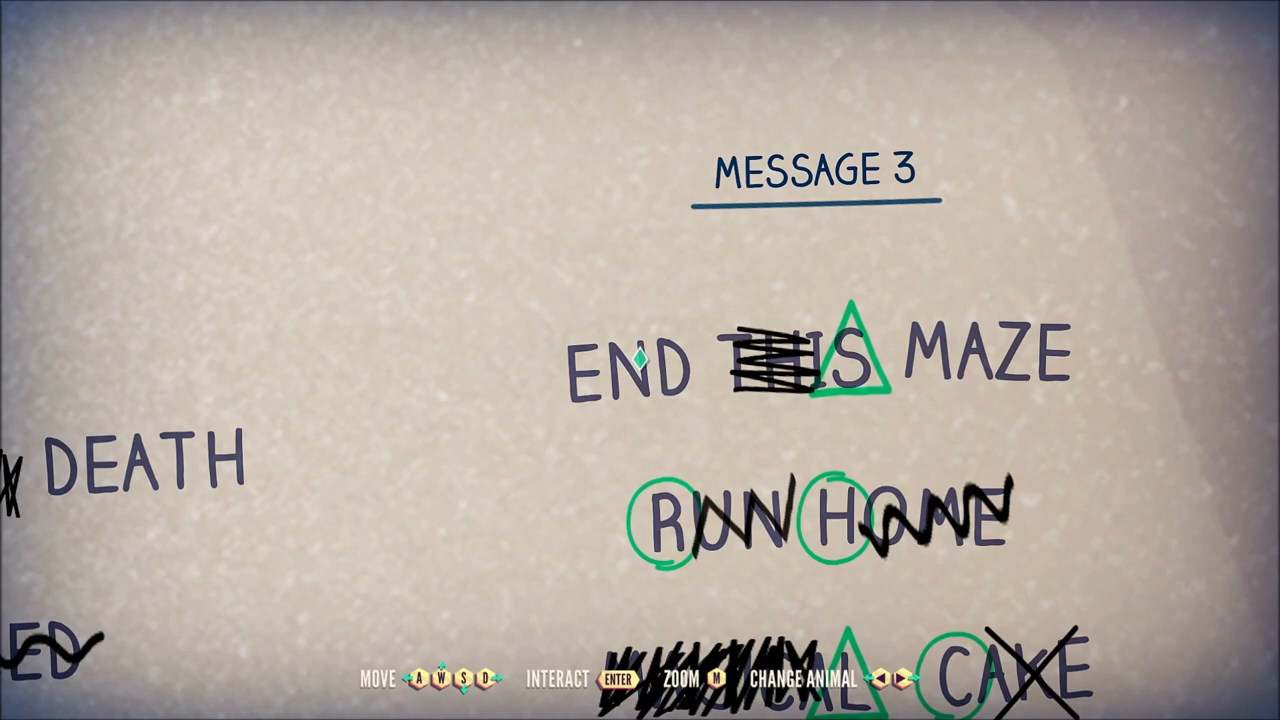 MESSAGE 3
END THIS MAZE
DEATH
RUN HOME
ED
CAKE
MOVE A W S D INTERACT ENTER ZOOM M CHANGE ANIMAL